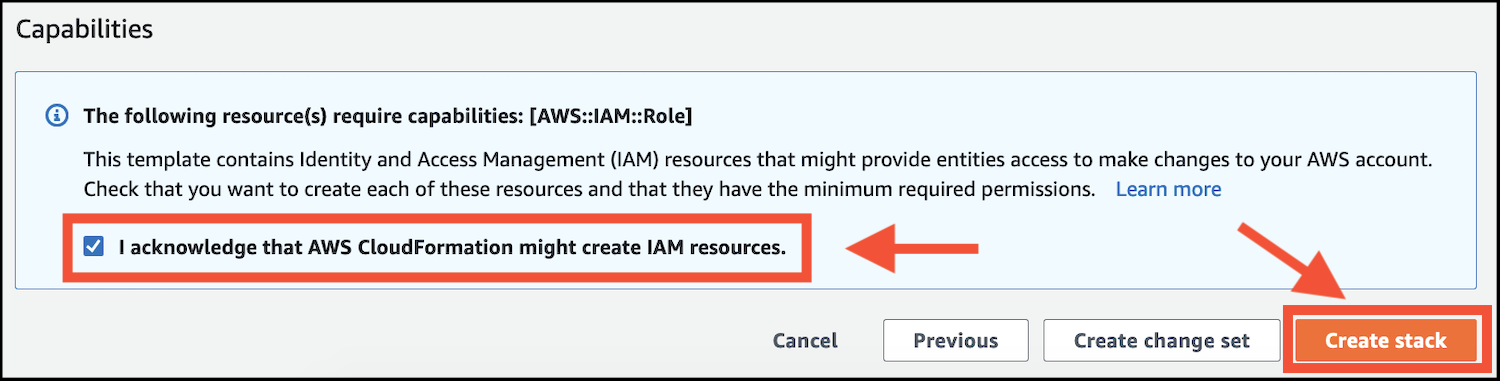 Capabilities
The following resource(s) require capabilities: [AWS::IAM::Role]
This template contains Identity and Access Management (IAM) resources that might provide entities access to make changes to your AWS account.
Check that you want to create each of these resources and that they have the minimum required permissions. Learn more
I acknowledge that AWS CloudFormation might create IAM resources.
Cancel Previous Create change set Create stack